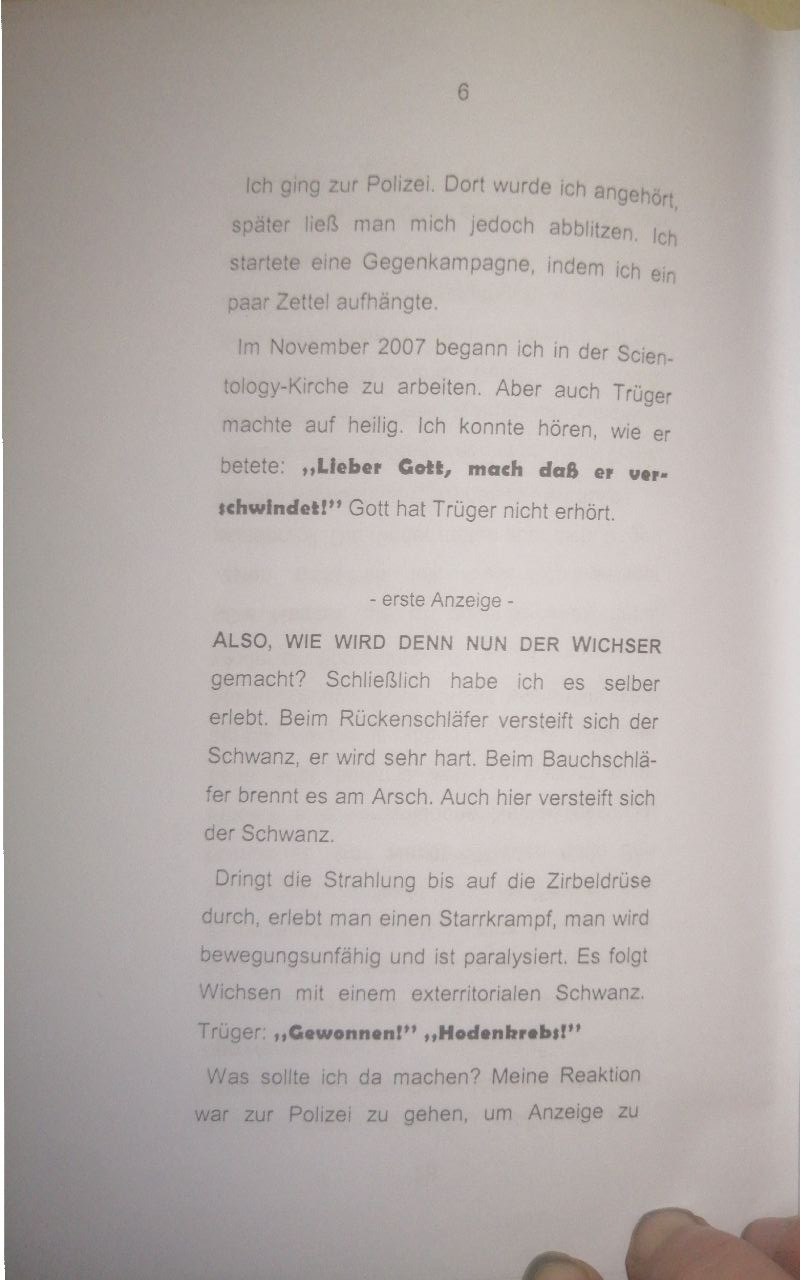 6
Ich ging zur Polizei. Dort wurde ich angehört,
später ließ man mich jedoch abblitzen. Ich
startete eine Gegenkampagne, indem ich ein
paar Zettel aufhängte.
Im November 2007 begann ich in der Scien-
tology-Kirche zu arbeiten. Aber auch Trüger
machte auf heilig. Ich konnte hören, wie er
betete: „Lieber Gott, mach daß er ver-
schwindet!” Gott hat Trüger nicht erhört.
- erste Anzeige -
ALSO, WIE WIRD DENN NUN DER WICHSER
gemacht? Schließlich habe ich es selber
erlebt. Beim Rückenschläfer versteift sich der
Schwanz, er wird sehr hart. Beim Bauchschlä-
fer brennt es am Arsch. Auch hier versteift sich
der Schwanz.
Dringt die Strahlung bis auf die Zirbeldrüse
durch, erlebt man einen Starrkrampf, man wird
bewegungsunfähig und ist paralysiert. Es folgt
Wichsen mit einem exterritorialen Schwanz.
Trüger: „Gewonnen!” „Hodenkrebs!”
Was sollte ich da machen? Meine Reaktion
war zur Polizei zu gehen, um Anzeige zu